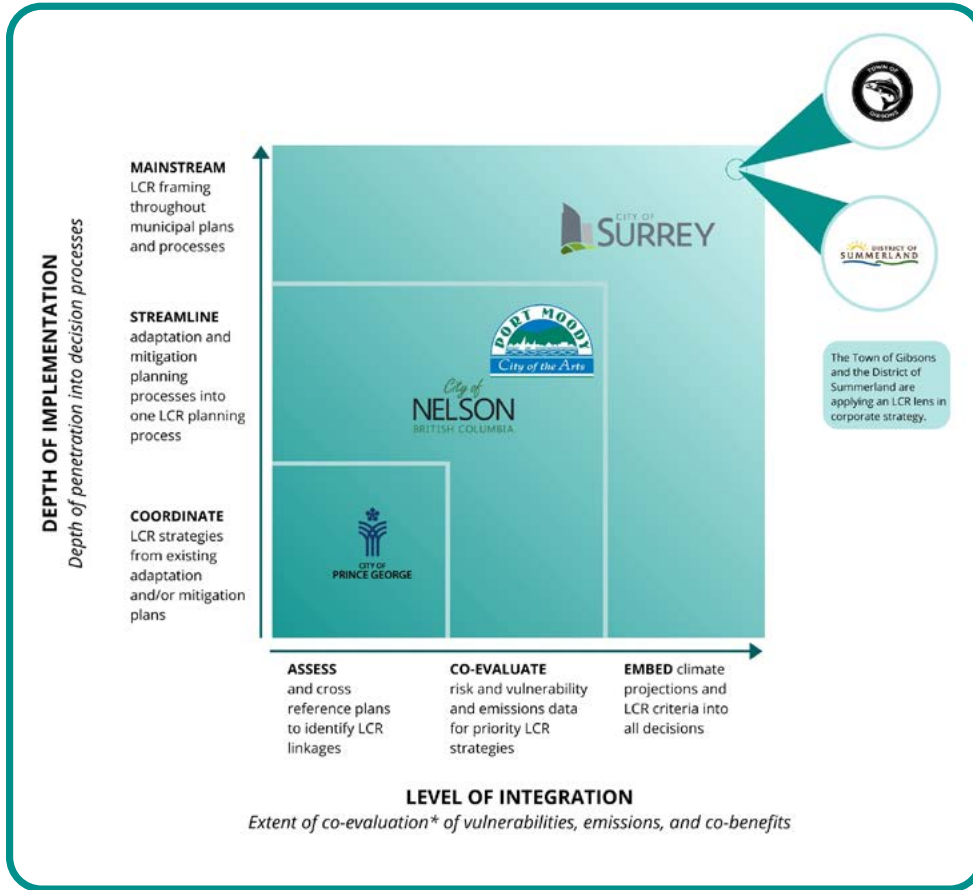 TOWN OF
GIBSONS
MAINSTREAM
LCR framing
throughout
municipal plans
and processes
CITY OF
SURREY
DISTRICT OF
SUMMERLAND
STREAMLINE
adaptation and
mitigation
planning
processes into
one LCR planning
process
PORT MOODY
City of the Arts
City of
NELSON
BRITISH COLUMBIA
The Town of Gibsons
and the District of
Summerland are
applying an LCR lens in
corporate strategy.
DEPTH OF IMPLEMENTATION
Depth of penetration into decision processes
COORDINATE
LCR strategies
from existing
adaptation
and/or mitigation
plans
CITY OF
PRINCE GEORGE
ASSESS
and cross
reference plans
to identify LCR
linkages
CO-EVALUATE
risk and vulnerability
and emissions data
for priority LCR
strategies
EMBED climate
projections and
LCR criteria into
all decisions
LEVEL OF INTEGRATION
Extent of co-evaluation* of vulnerabilities, emissions, and co-benefits